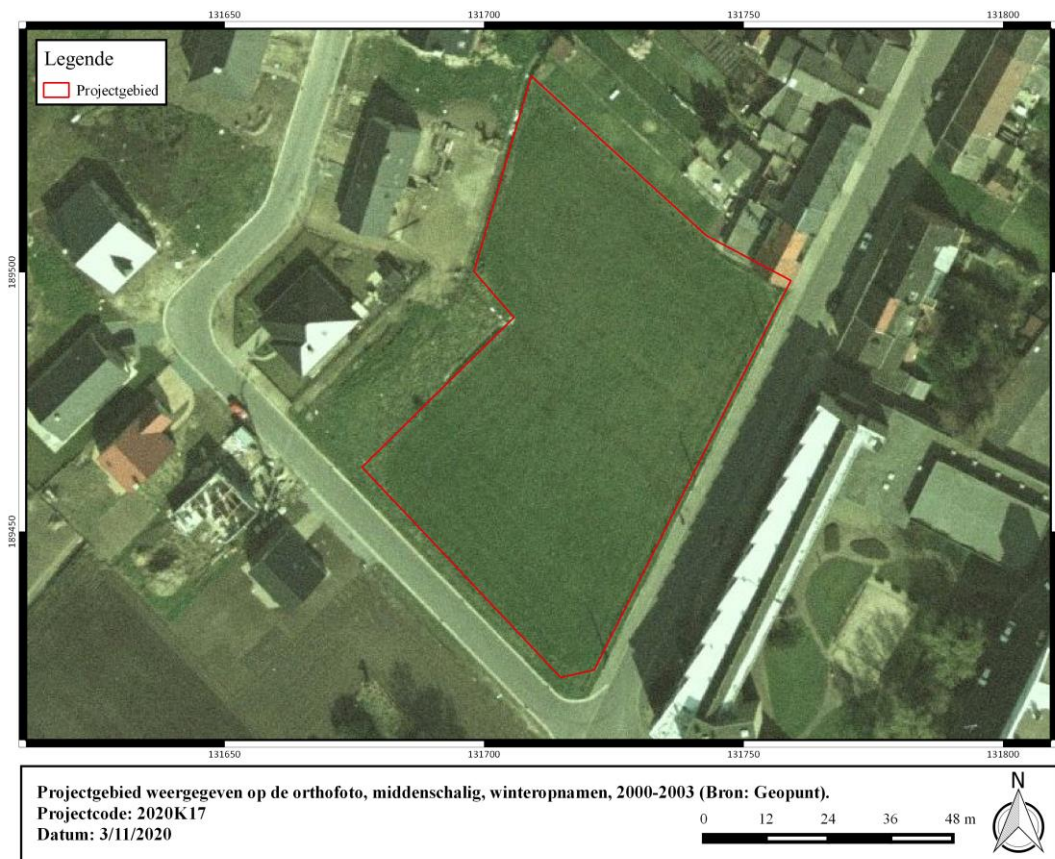 131650 131700 131750 131800
Legende
Projectgebied
189500
189450
131650 131700 131750 131800
Projectgebied weergegeven op de orthofoto, middenschalig, winteropnamen, 2000-2003 (Bron: Geopunt).
Projectcode: 2020K17
Datum: 3/11/2020
N
0 12 24 36 48 m